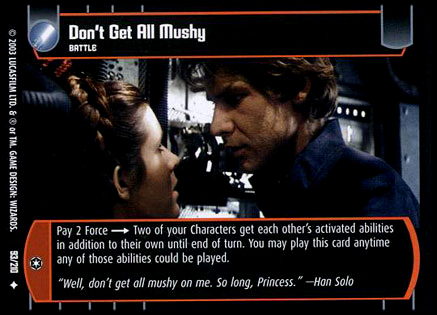 Don't Get All Mushy
BATTLE
Pay 2 Force → Two of your Characters get each other's activated abilities
in addition to their own until end of turn. You may play this card anytime
any of those abilities could be played.
"Well, don't get all mushy on me. So long, Princess." —Han Solo
© 2003 LUCASFILM LTD. & ® or TM. GAME DESIGN: WIZARDS.